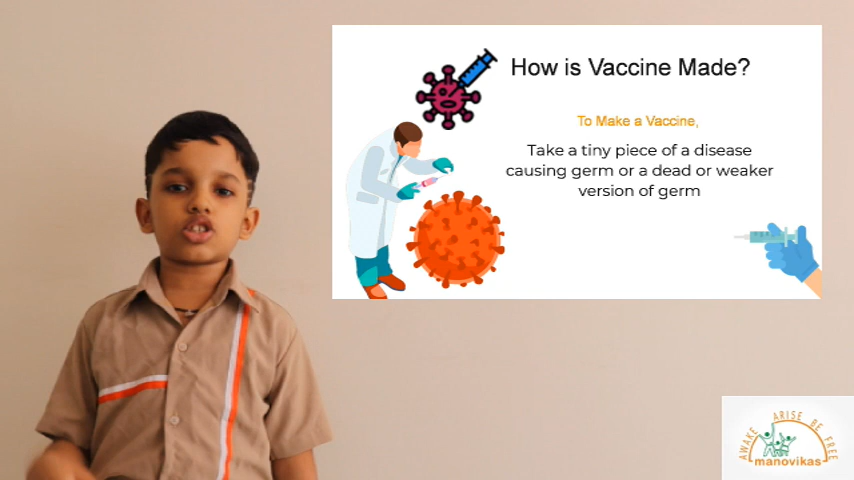 How is Vaccine Made?
To Make a Vaccine,
Take a tiny piece of a disease
causing germ or a dead or weaker
version of germ
AWAKE ARISE BE FREE
manovikas